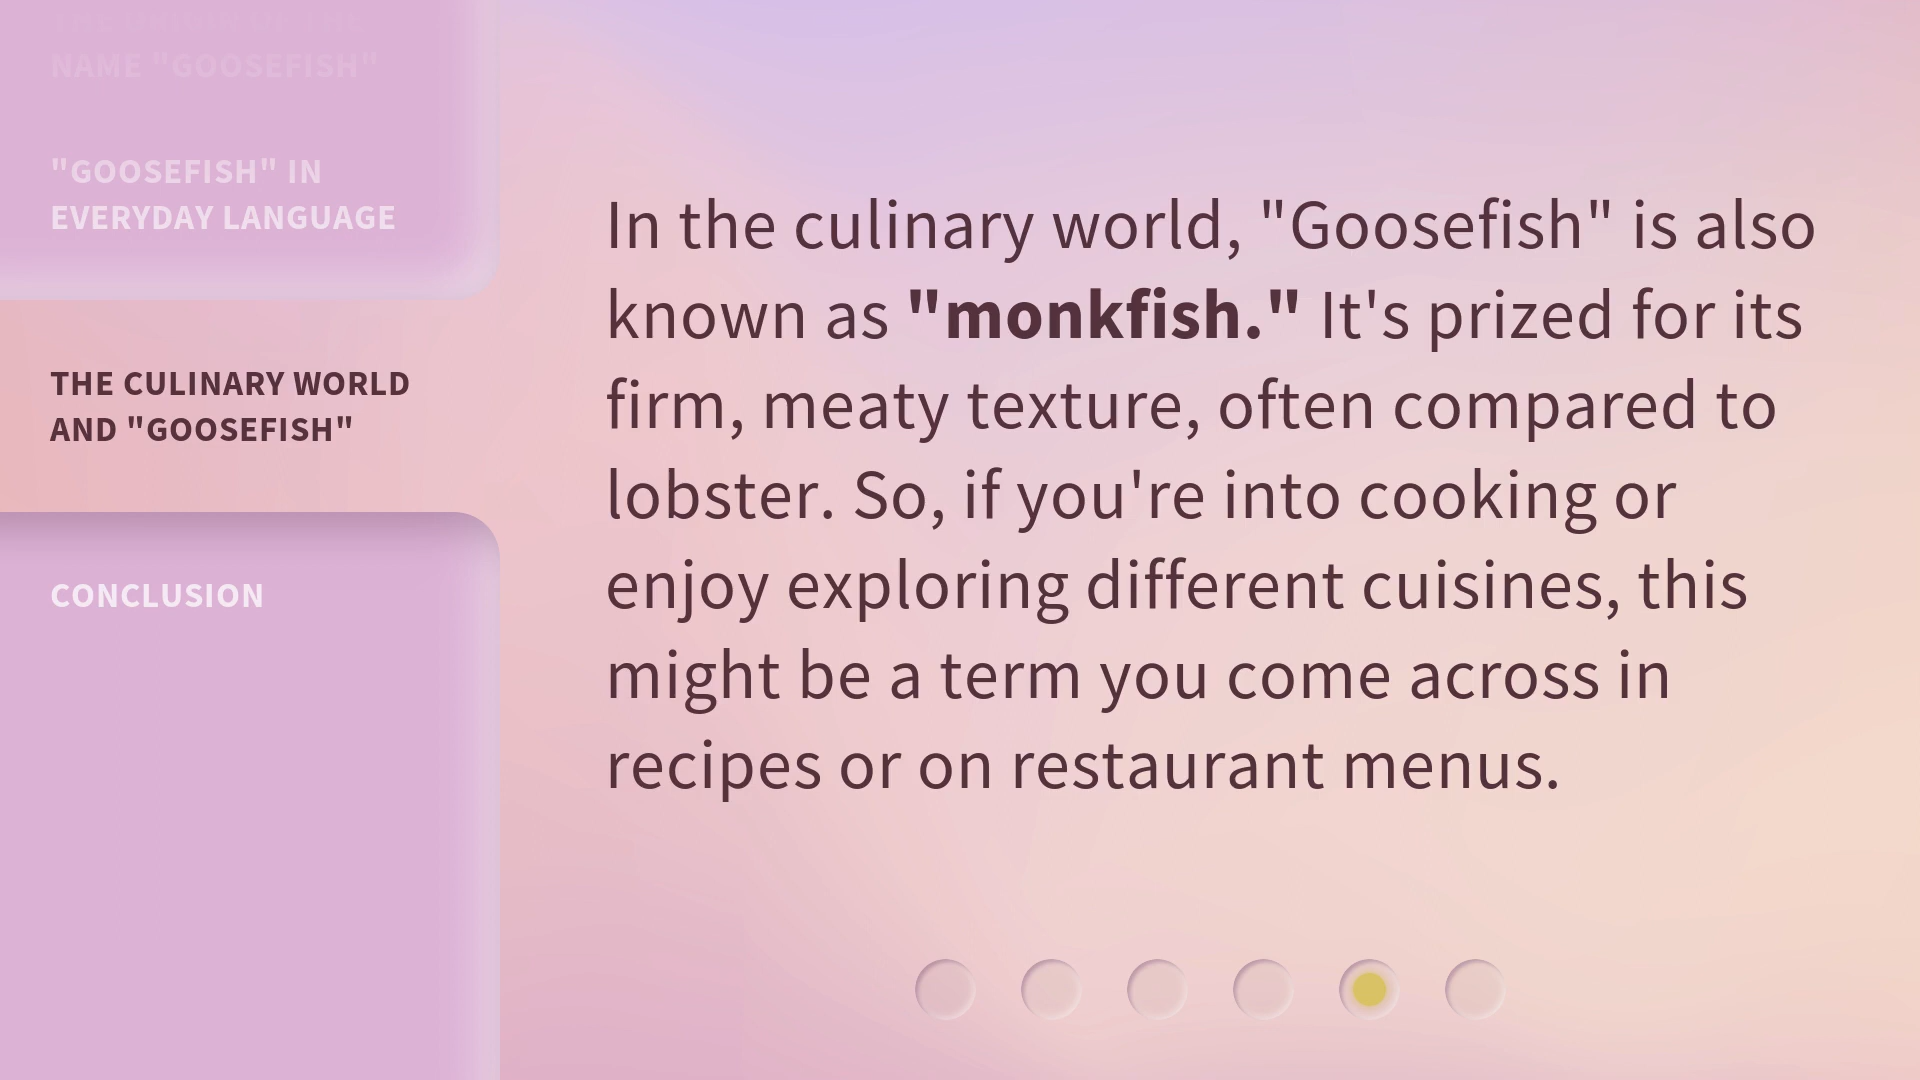 NAME "GOOSEFISH"
"GOOSEFISH" IN
EVERYDAY LANGUAGE
THE CULINARY WORLD
AND "GOOSEFISH"
CONCLUSION
In the culinary world, "Goosefish" is also
known as "monkfish." It's prized for its
firm, meaty texture, often compared to
lobster. So, if you're into cooking or
enjoy exploring different cuisines, this
might be a term you come across in
recipes or on restaurant menus.